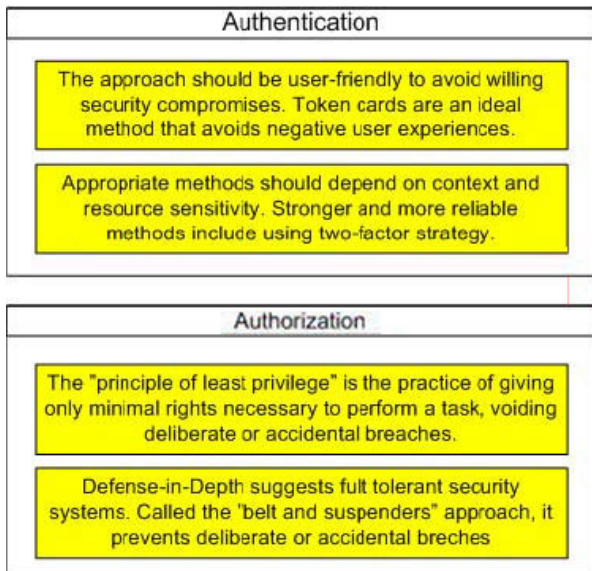 Authentication
The approach should be user-friendly to avoid willing
security compromises. Token cards are an ideal
method that avoids negative user experiences.
Appropriate methods should depend on context and
resource sensitivity. Stronger and more reliable
methods include using two-factor strategy.
Authorization
The "principle of least privilege" is the practice of giving
only minimal rights necessary to perform a task, voiding
deliberate or accidental breaches.
Defense-in-Depth suggests fult tolerant security
systems. Called the "belt and suspenders" approach, it
prevents deliberate or accidental breches